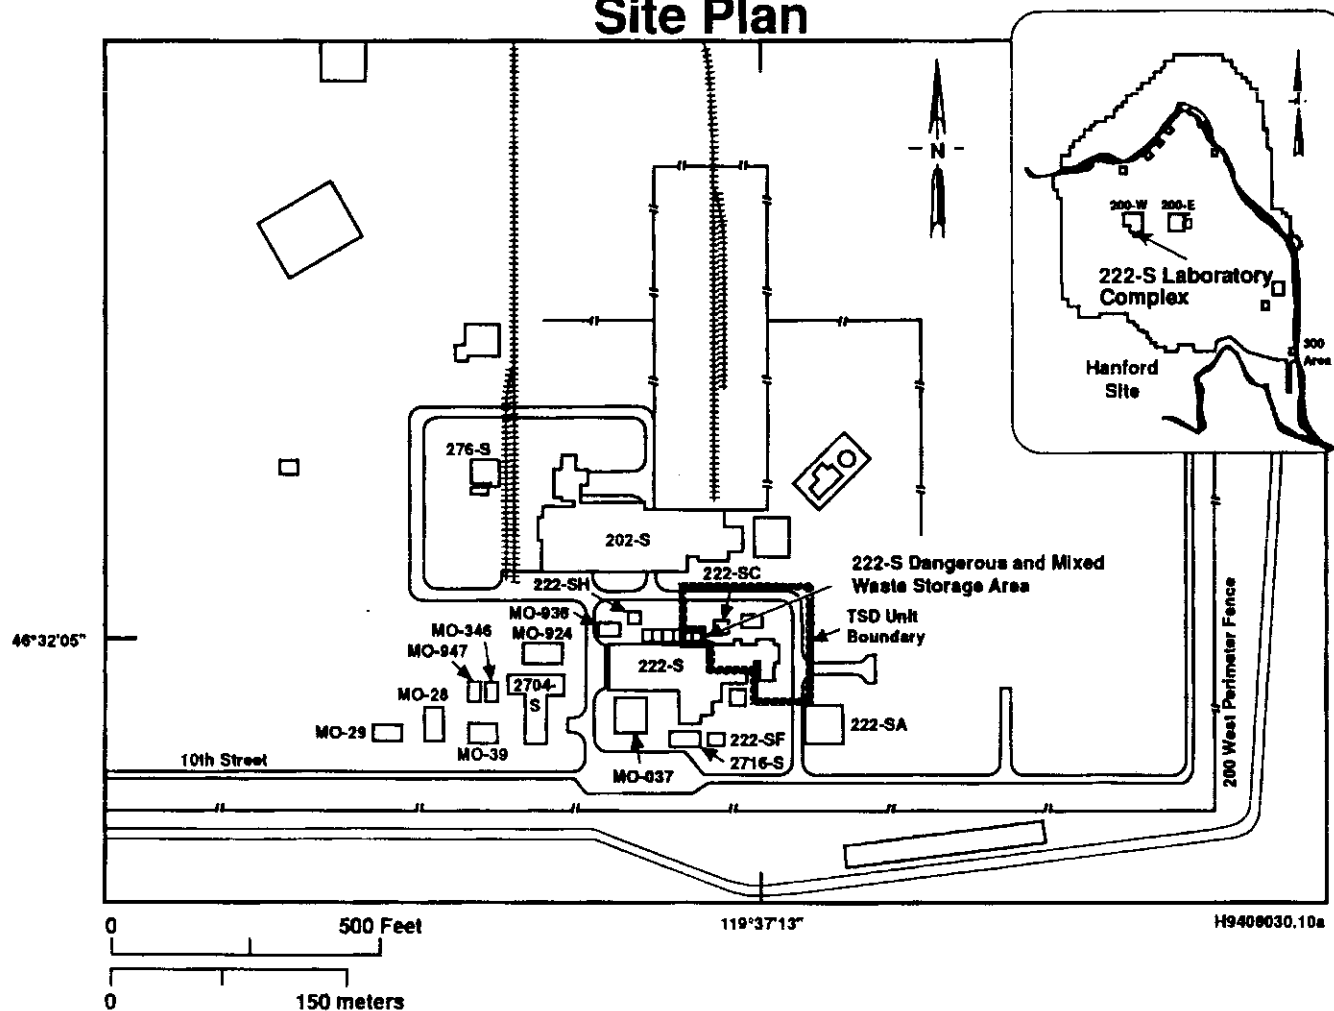 Site Plan
N
200-W
200-E
222-S Laboratory
Complex
300
Area
Hanford
Site
276-S
202-S
222-S Dangerous and Mixed
Waste Storage Area
222-SH
222-SC
MO-936
TSD Unit
Boundary
46°32'05"
MO-346
MO-924
MO-947
222-S
2704-
S
MO-28
MO-29
222-SA
MO-39
222-SF
2716-S
10th Street
MO-037
200 West Perimeter Fence
0
500 Feet
119°37'13"
H9408030.10a
0
150 meters